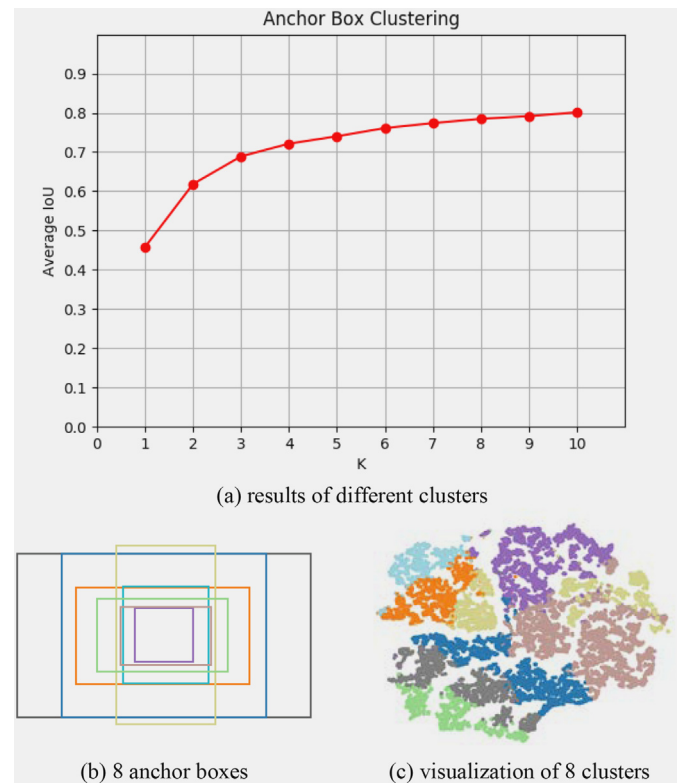 Anchor Box Clustering
Average IoU
0.9
0.8
0.7
0.6
0.5
0.4
0.3
0.2
0.1
0.0
0 1 2 3 4 5 6 7 8 9 10
K
(a) results of different clusters
(b) 8 anchor boxes
(c) visualization of 8 clusters